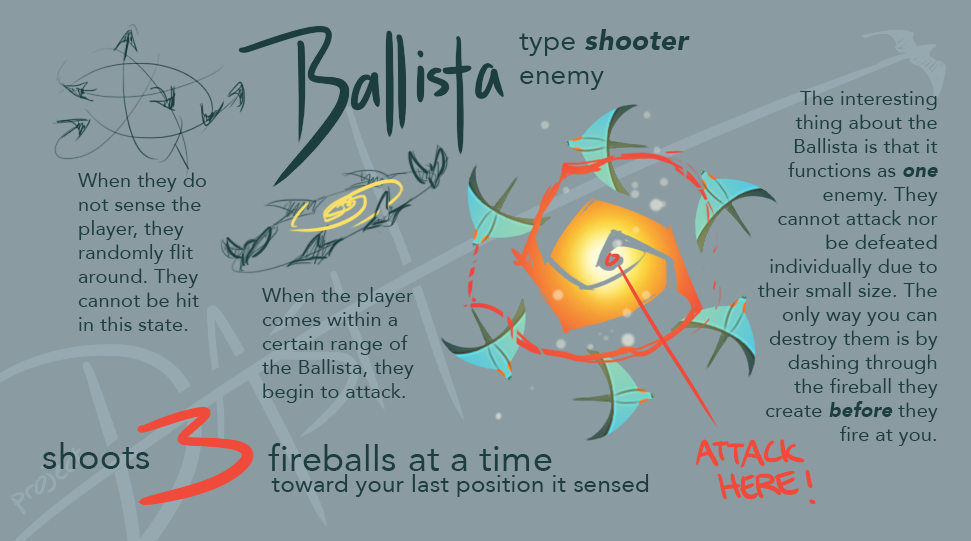 Ballista
type shooter
enemy
When they do
not sense the
player, they
randomly flit
around. They
cannot be hit
in this state.
When the player
comes within a
certain range of
the Ballista, they
begin to attack.
The interesting
thing about the
Ballista is that it
functions as one
enemy. They
cannot attack nor
be defeated
individually due to
their small size. The
only way you can
destroy them is by
dashing through
the fireball they
create before they
fire at you.
ATTACK
HERE!
shoots 3 fireballs at a time
toward your last position it sensed
project
DASH